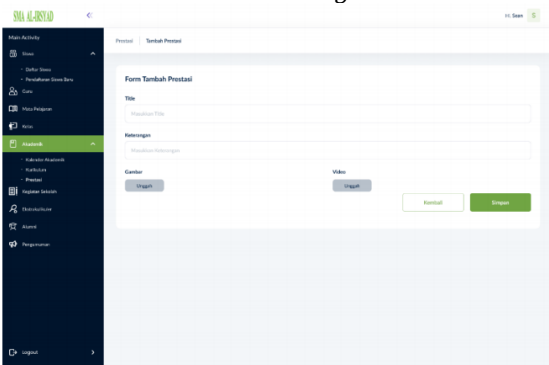 SMA AL-IRSYAD
Hi, Sean S
Main Activity
Prestasi Tambah Prestasi
Siswa
Daftar Siswa
Pendaftaran Siswa Baru
Guru
Mata Pelajaran
Kelas
Akademik
Kalender Akademik
Kurikulum
Prestasi
Kegiatan Sekolah
Ekstrakulikuler
Alumni
Pengumuman
Logout
Form Tambah Prestasi
Title
Masukkan Title
Keterangan
Masukkan Keterangan
Gambar Video
Unggah Unggah
Kembali Simpan